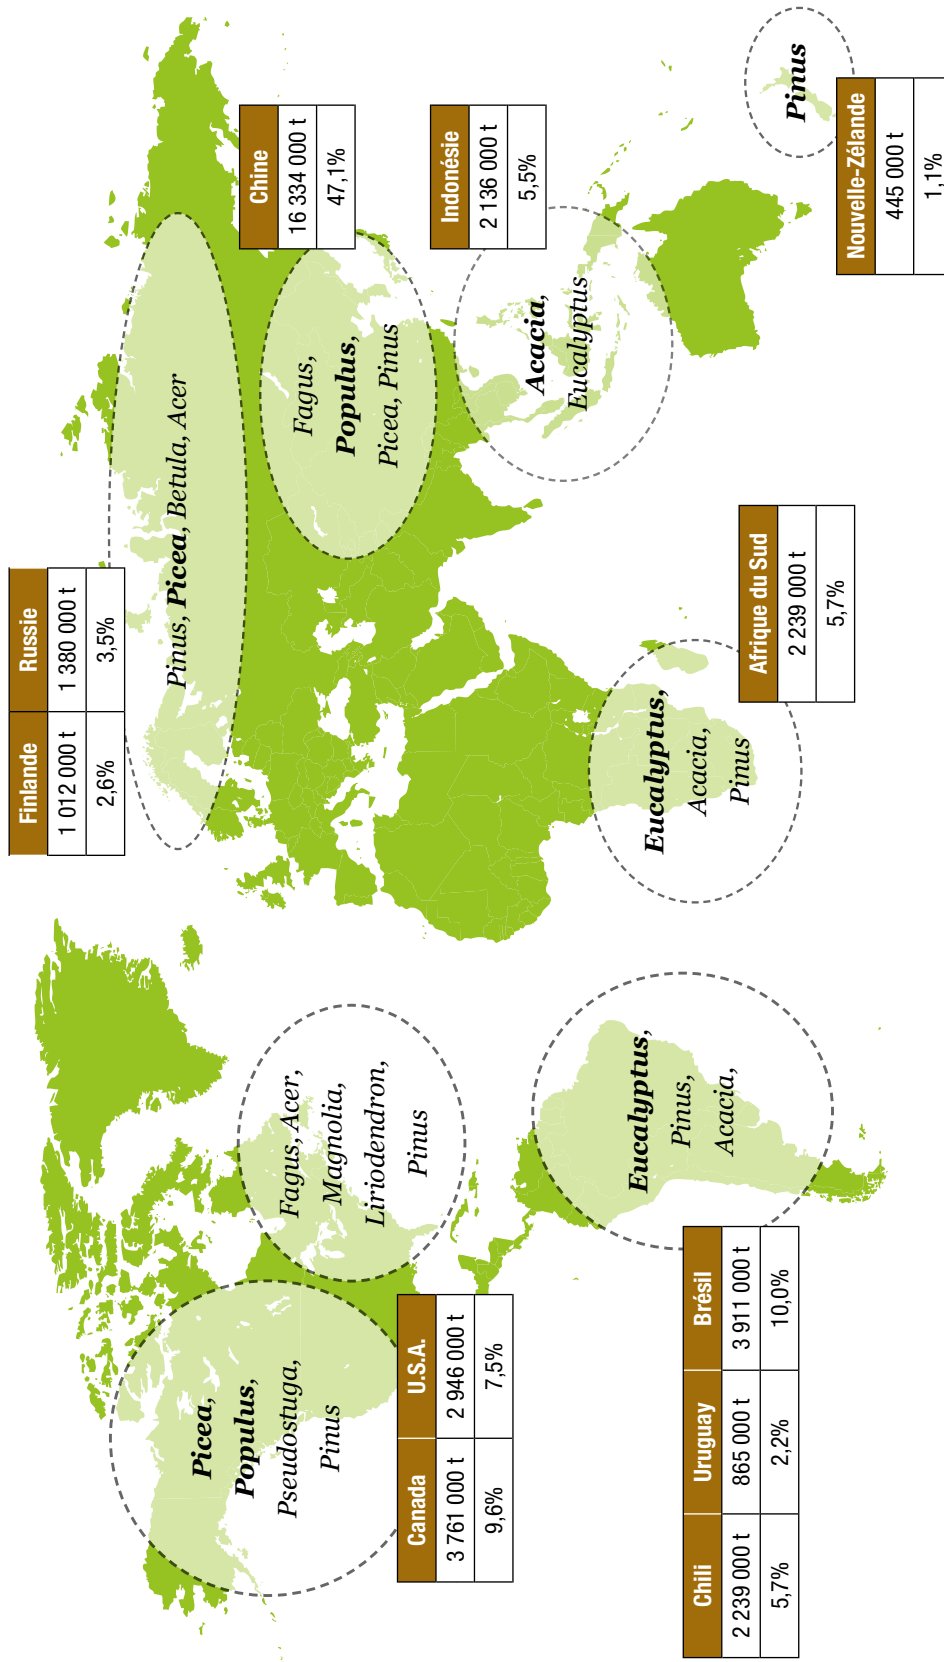 Finlande
Russie
1 012 000 t
1 380 000 t
2,6%
3,5%
Pinus, Picea, Betula, Acer
Chine
16 334 000 t
47,1%
Fagus,
Populus,
Picea, Pinus
Indonésie
2 136 000 t
5,5%
Acacia,
Eucalyptus
Pinus
Nouvelle-Zélande
445 000 t
1,1%
Afrique du Sud
2 239 000 t
5,7%
Eucalyptus,
Acacia,
Pinus
Picea,
Populus,
Pseudostuga,
Pinus
Fagus, Acer,
Magnolia,
Liriodendron,
Pinus
Canada
U.S.A.
3 761 000 t
2 946 000 t
9,6%
7,5%
Eucalyptus,
Pinus,
Acacia,
Chili
Uruguay
Brésil
2 239 000 t
865 000 t
3 911 000 t
5,7%
2,2%
10,0%